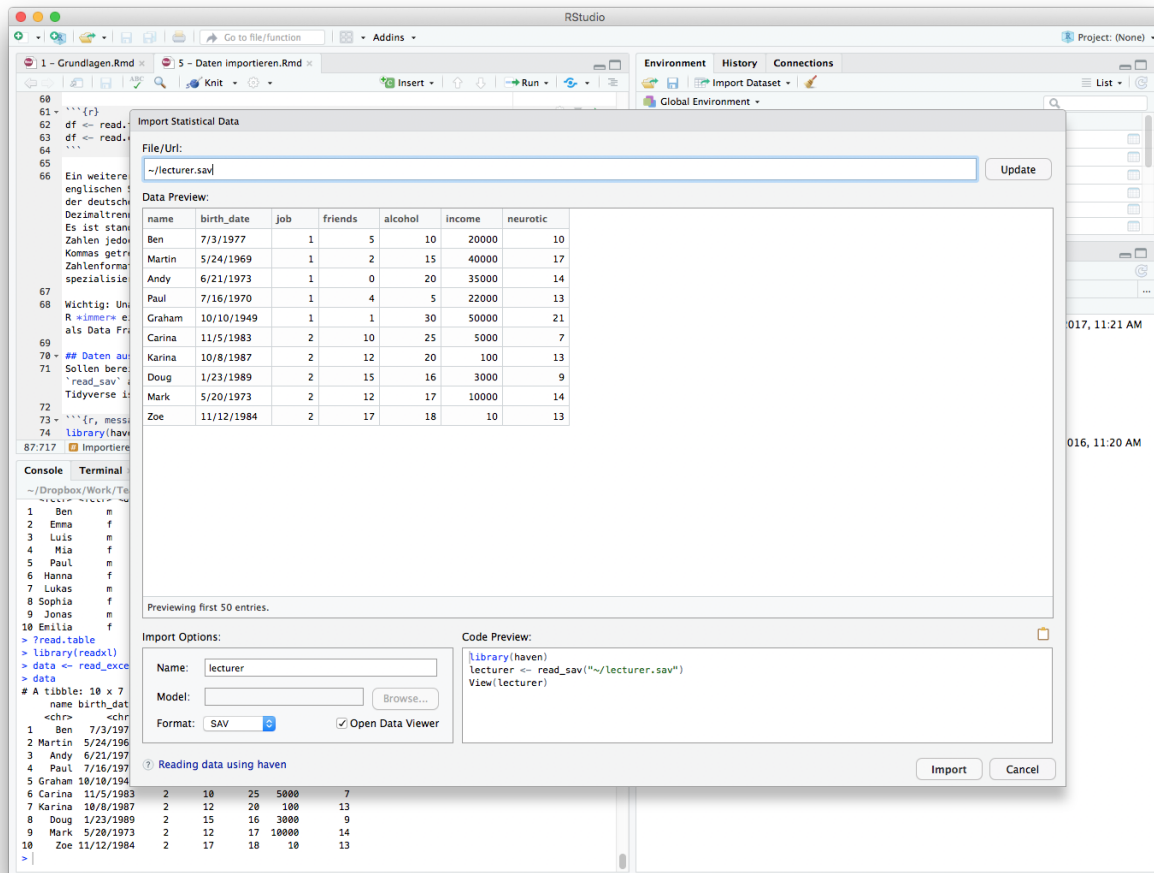 RStudio
Go to file/function
Addins
Project: (None)
1 - Grundlagen.Rmd
5 - Daten importieren.Rmd
ABC
Knit
Insert
Run
60
61 ```{r}
62 df <- read.
63 df <- read.
64 ```
65
66 Ein weitere
englischen
der deutsche
Dezimaltren
Es ist stan
Zahlen jedo
Kommas getr
Zahlenforma
spezialisie
67
68 Wichtig: Un
R *immer* e
als Data Fra
69
70 ## Daten aus
71 Sollen berei
`read_sav`
Tidyverse is
72
73 ```{r, messa
74 library(have
87:717 Importiere
Environment History Connections
Import Dataset
List
Global Environment
2017, 11:21 AM
016, 11:20 AM
Import Statistical Data
File/Url:
~/lecturer.sav
Update
Data Preview:
name birth_date job friends alcohol income neurotic
Ben 7/3/1977 1 5 10 20000 10
Martin 5/24/1969 1 2 15 40000 17
Andy 6/21/1973 1 0 20 35000 14
Paul 7/16/1970 1 4 5 22000 13
Graham 10/10/1949 1 1 30 50000 21
Carina 11/5/1983 2 10 25 5000 7
Karina 10/8/1987 2 12 20 100 13
Doug 1/23/1989 2 15 16 3000 9
Mark 5/20/1973 2 12 17 10000 14
Zoe 11/12/1984 2 17 18 10 13
Previewing first 50 entries.
Import Options:
Name: lecturer
Model:
Browse...
Format: SAV
Open Data Viewer
Code Preview:
library(haven)
lecturer <- read_sav("~/lecturer.sav")
View(lecturer)
? Reading data using haven
Import
Cancel
Console Terminal
~/Dropbox/Work/Te
1 Ben m
2 Emma f
3 Luis m
4 Mia f
5 Paul m
6 Hanna f
7 Lukas m
8 Sophia f
9 Jonas m
10 Emilia f
> ?read.table
> library(readxl)
> data <- read_exce
> data
# A tibble: 10 x 7
name birth_dat
<chr> <chr
1 Ben 7/3/197
2 Martin 5/24/196
3 Andy 6/21/197
4 Paul 7/16/197
5 Graham 10/10/194
6 Carina 11/5/1983 2 10 25 5000 7
7 Karina 10/8/1987 2 12 20 100 13
8 Doug 1/23/1989 2 15 16 3000 9
9 Mark 5/20/1973 2 12 17 10000 14
10 Zoe 11/12/1984 2 17 18 10 13
>